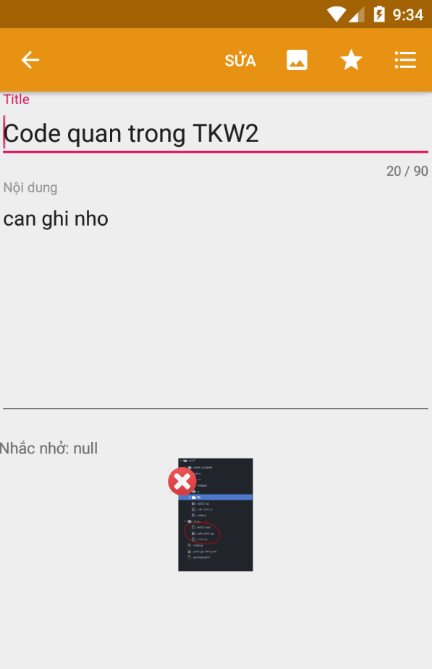 9:34
SỬA
Title
Code quan trong TKW2
20 / 90
Nội dung
can ghi nho
Nhắc nhở: null